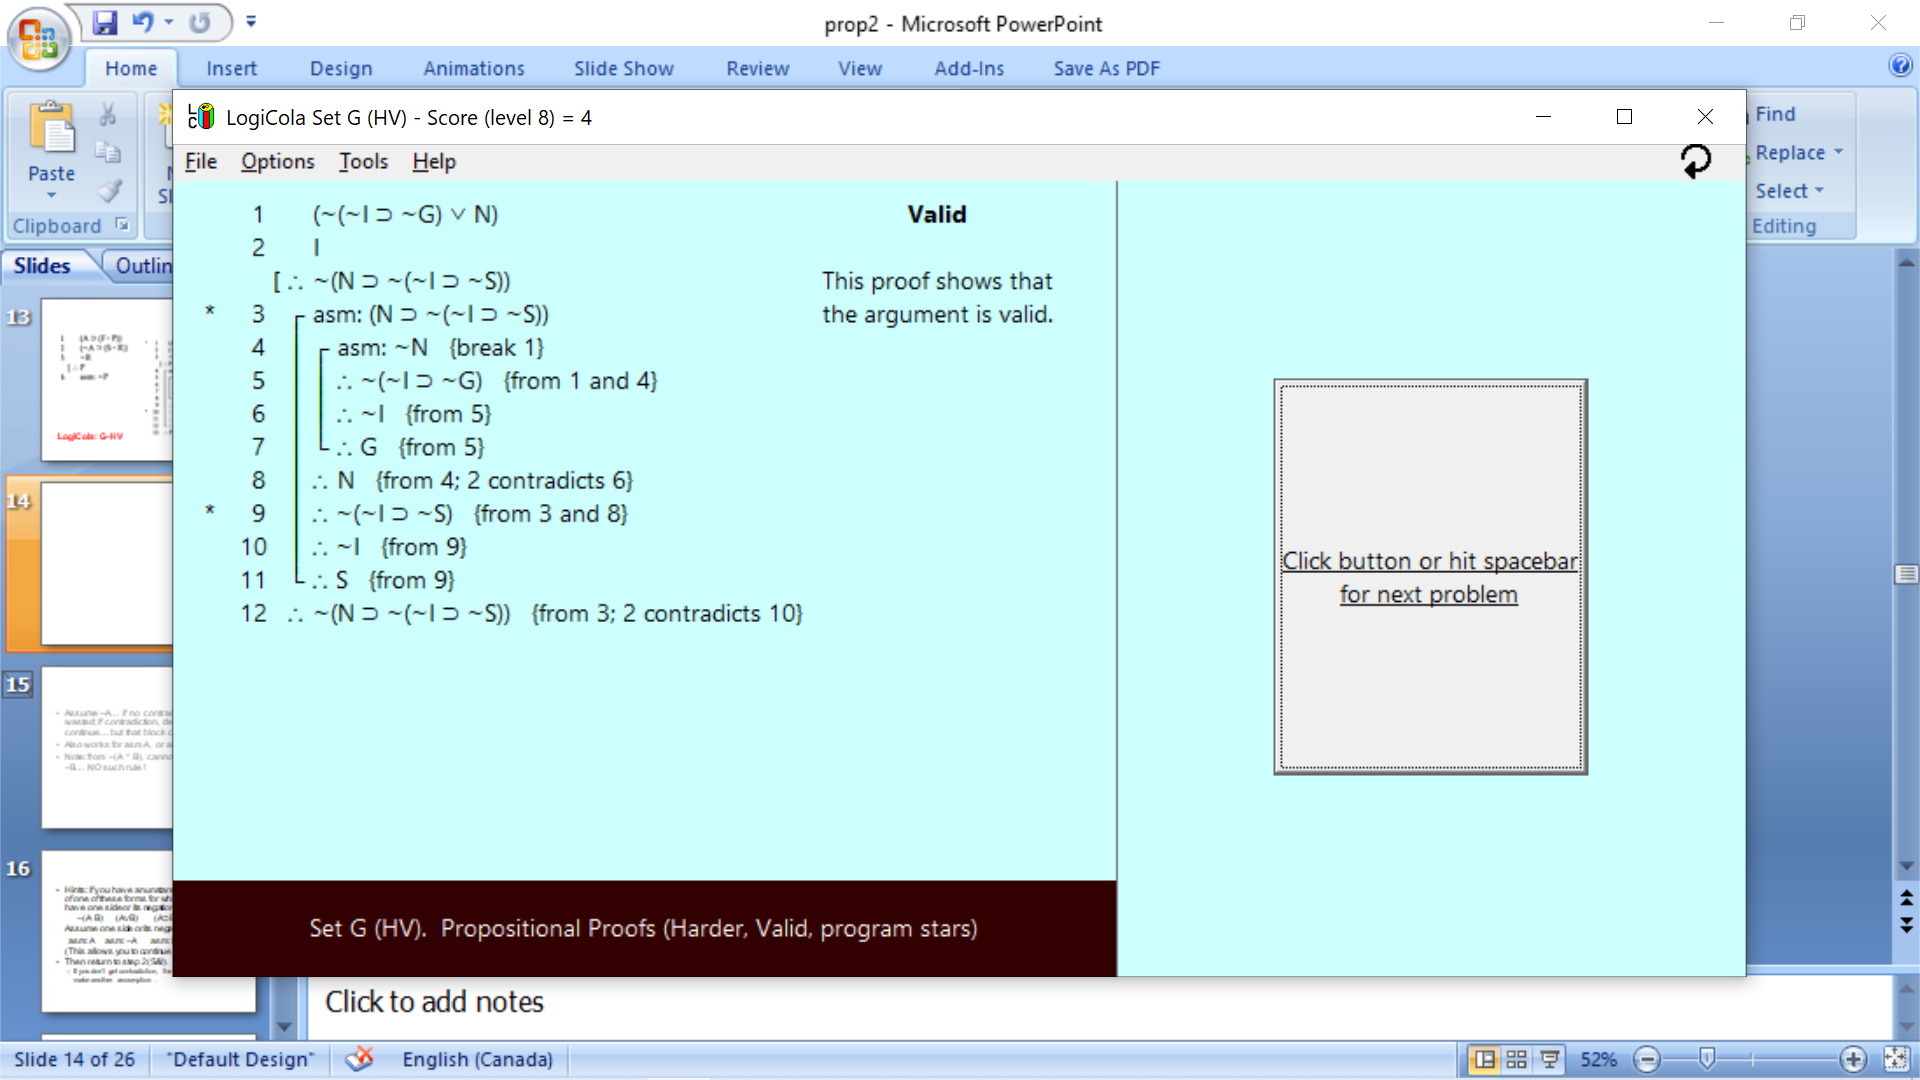 prop2 - Microsoft PowerPoint
Home Insert Design Animations Slide Show Review View Add-Ins Save As PDF
Paste
Clipboard
Find
Replace
Select
Editing
Slides
LogiCola Set G (HV) - Score (level 8) = 4
File Options Tools Help
1 (~(~I ⊃ ~G) ∨ N)
Valid
2 I
[ ∴ ~(N ⊃ ~(~I ⊃ ~S))
This proof shows that
* 3 asm: (N ⊃ ~(~I ⊃ ~S))
the argument is valid.
4 asm: ~N {break 1}
5 ∴ ~(~I ⊃ ~G) {from 1 and 4}
6 ∴ ~I {from 5}
7 ∴ G {from 5}
8 ∴ N {from 4; 2 contradicts 6}
* 9 ∴ ~(~I ⊃ ~S) {from 3 and 8}
10 ∴ ~I {from 9}
11 ∴ S {from 9}
12 ∴ ~(N ⊃ ~(~I ⊃ ~S)) {from 3; 2 contradicts 10}
Click button or hit spacebar
for next problem
Set G (HV). Propositional Proofs (Harder, Valid, program stars)
13
LogiCola: G-HV
14
15
16
Click to add notes
Slide 14 of 26 "Default Design" English (Canada) 52%